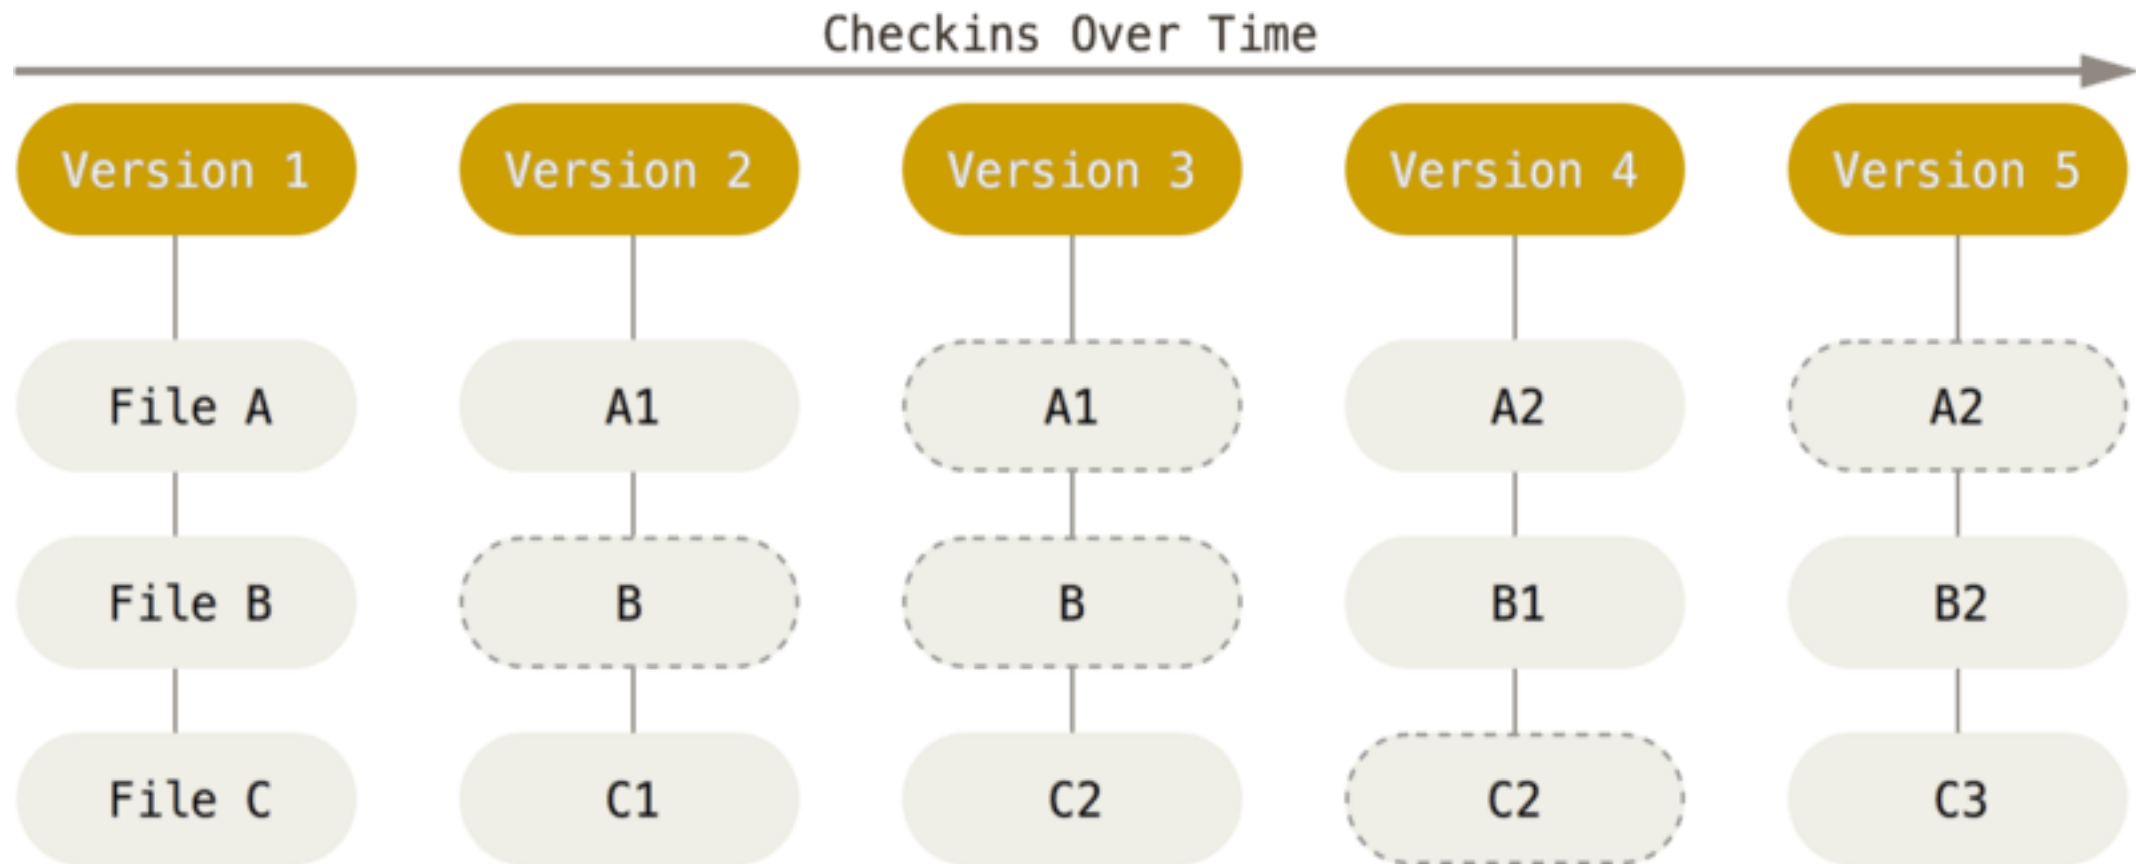 Checkins Over Time
Version 1 Version 2 Version 3 Version 4 Version 5
File A A1 A1 A2 A2
File B B B B1 B2
File C C1 C2 C2 C3